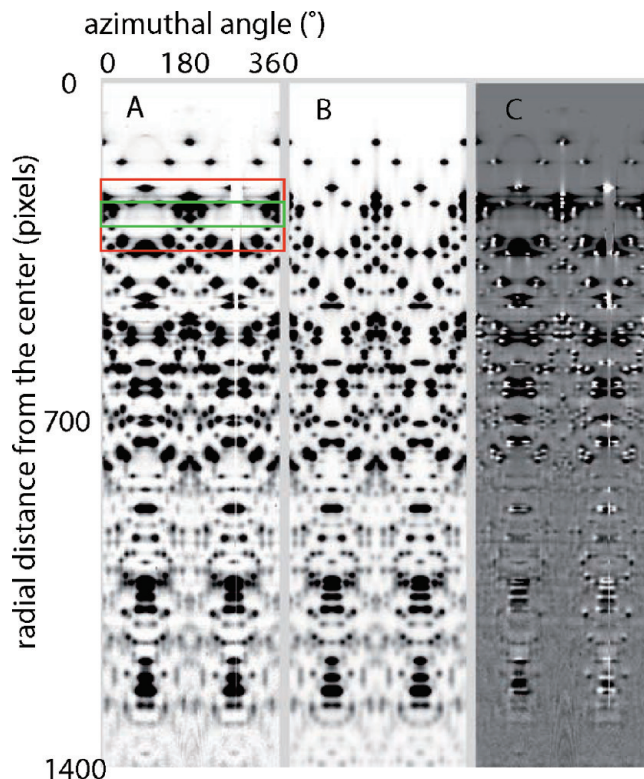 azimuthal angle (°)
0 180 360
0
A B C
radial distance from the center (pixels)
700
1400